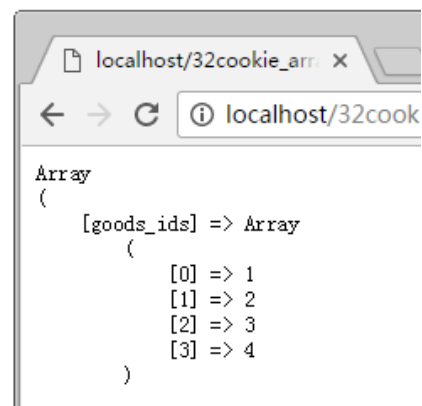 localhost/32cookie_arr
localhost/32cook
Array
(
    [goods_ids] => Array
        (
            [0] => 1
            [1] => 2
            [2] => 3
            [3] => 4
        )